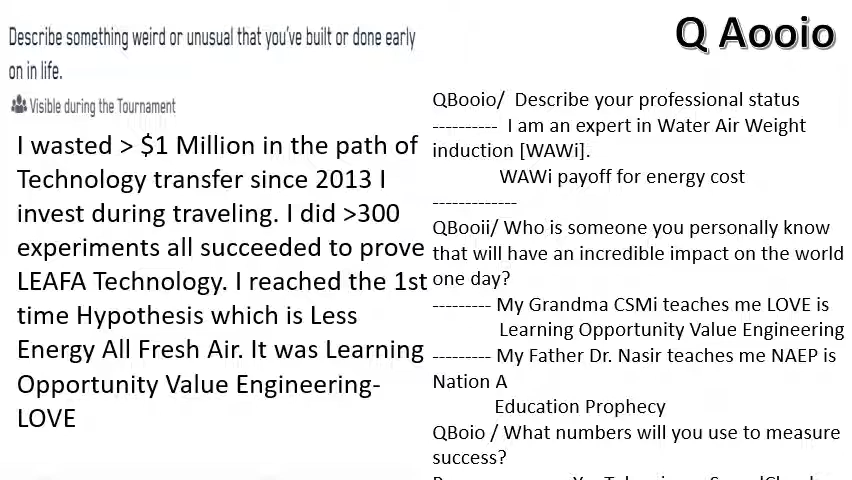 Describe something weird or unusual that you've built or done early
on in life.
Visible during the Tournament
I wasted > $1 Million in the path of
Technology transfer since 2013 I
invest during traveling. I did >300
experiments all succeeded to prove
LEAFA Technology. I reached the 1st
time Hypothesis which is Less
Energy All Fresh Air. It was Learning
Opportunity Value Engineering-
LOVE
Q Aooio
QBooio/ Describe your professional status
---------- I am an expert in Water Air Weight
induction [WAWi].
WAWi payoff for energy cost
-------------
QBooii/ Who is someone you personally know
that will have an incredible impact on the world
one day?
--------- My Grandma CSMi teaches me LOVE is
Learning Opportunity Value Engineering
--------- My Father Dr. Nasir teaches me NAEP is
Nation A
Education Prophecy
QBoio / What numbers will you use to measure
success?